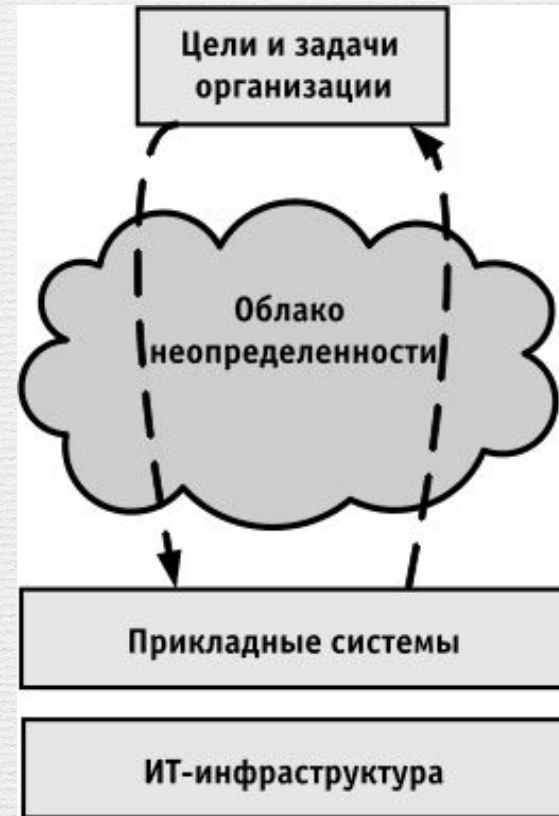 Цели и задачи
организации
Облако
неопределенности
Прикладные системы
ИТ-инфраструктура